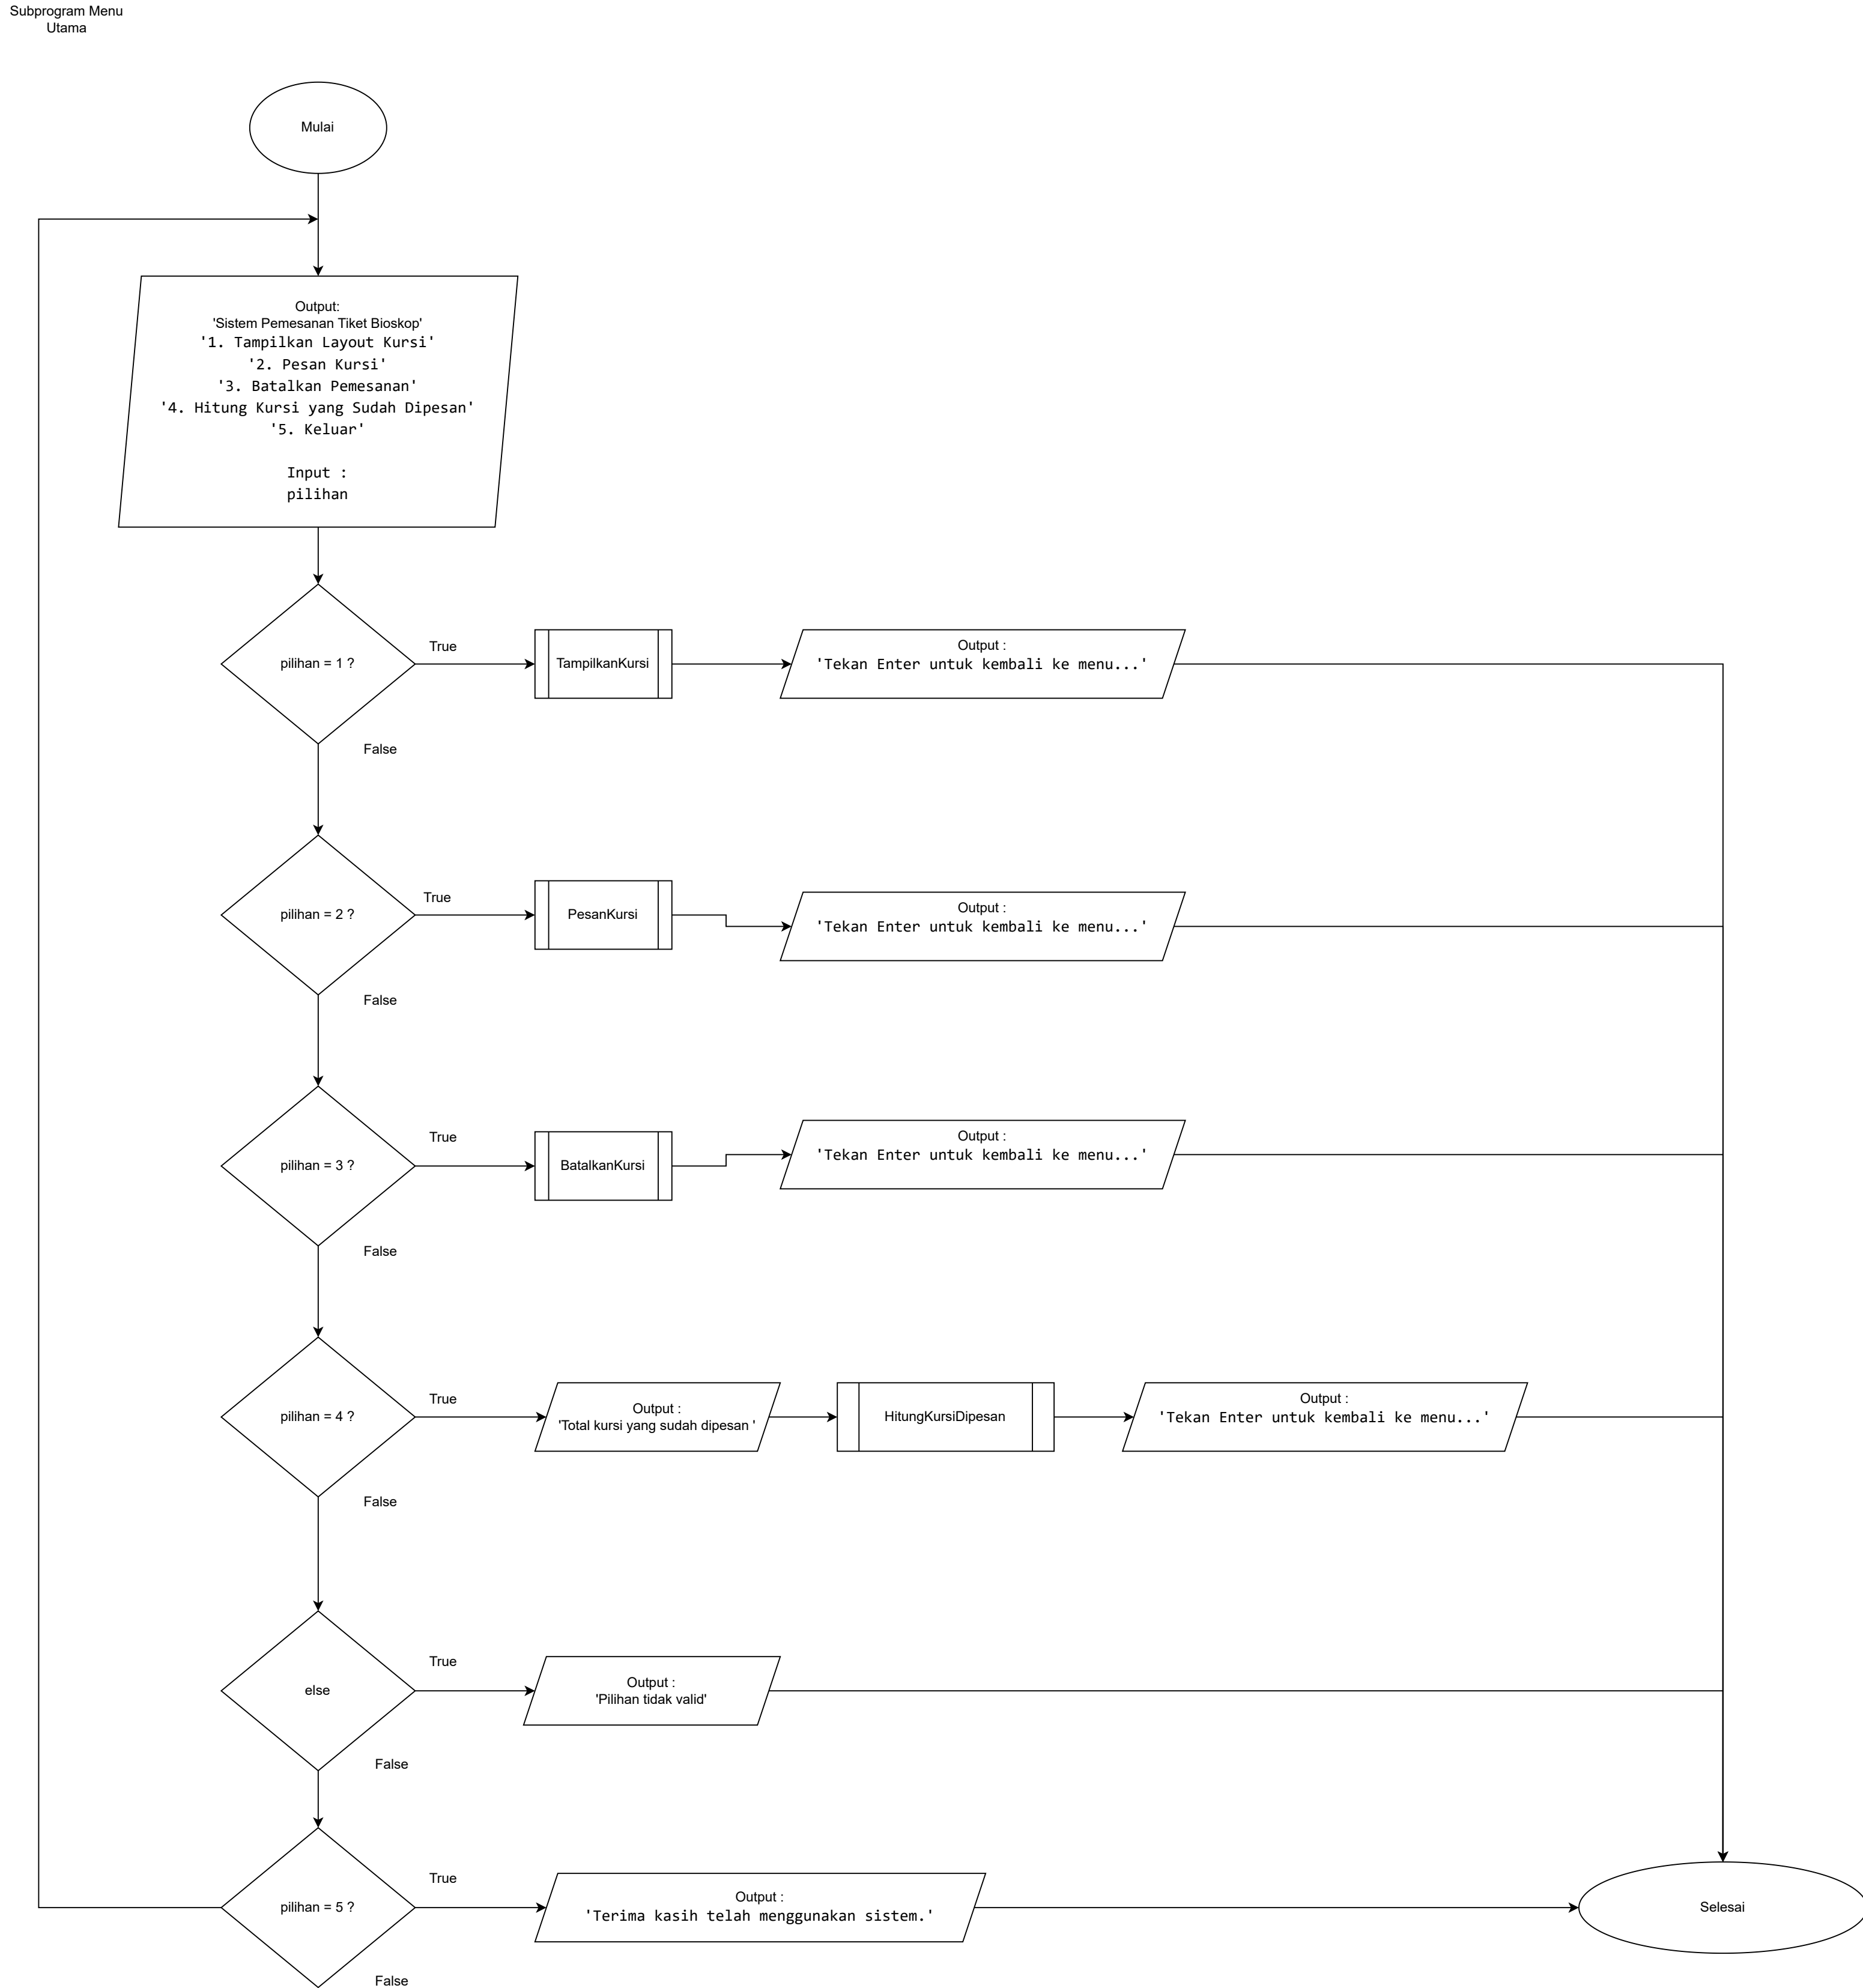 Subprogram Menu
Utama
Mulai
Output:
'Sistem Pemesanan Tiket Bioskop'
'1. Tampilkan Layout Kursi'
'2. Pesan Kursi'
'3. Batalkan Pemesanan'
'4. Hitung Kursi yang Sudah Dipesan'
'5. Keluar'
Input :
pilihan
pilihan = 1 ?
True
TampilkanKursi
Output :
'Tekan Enter untuk kembali ke menu...'
False
pilihan = 2 ?
True
PesanKursi
Output :
'Tekan Enter untuk kembali ke menu...'
False
pilihan = 3 ?
True
BatalkanKursi
Output :
'Tekan Enter untuk kembali ke menu...'
False
pilihan = 4 ?
True
Output :
'Total kursi yang sudah dipesan '
HitungKursiDipesan
Output :
'Tekan Enter untuk kembali ke menu...'
False
else
True
Output :
'Pilihan tidak valid'
False
pilihan = 5 ?
True
Output :
'Terima kasih telah menggunakan sistem.'
Selesai
False